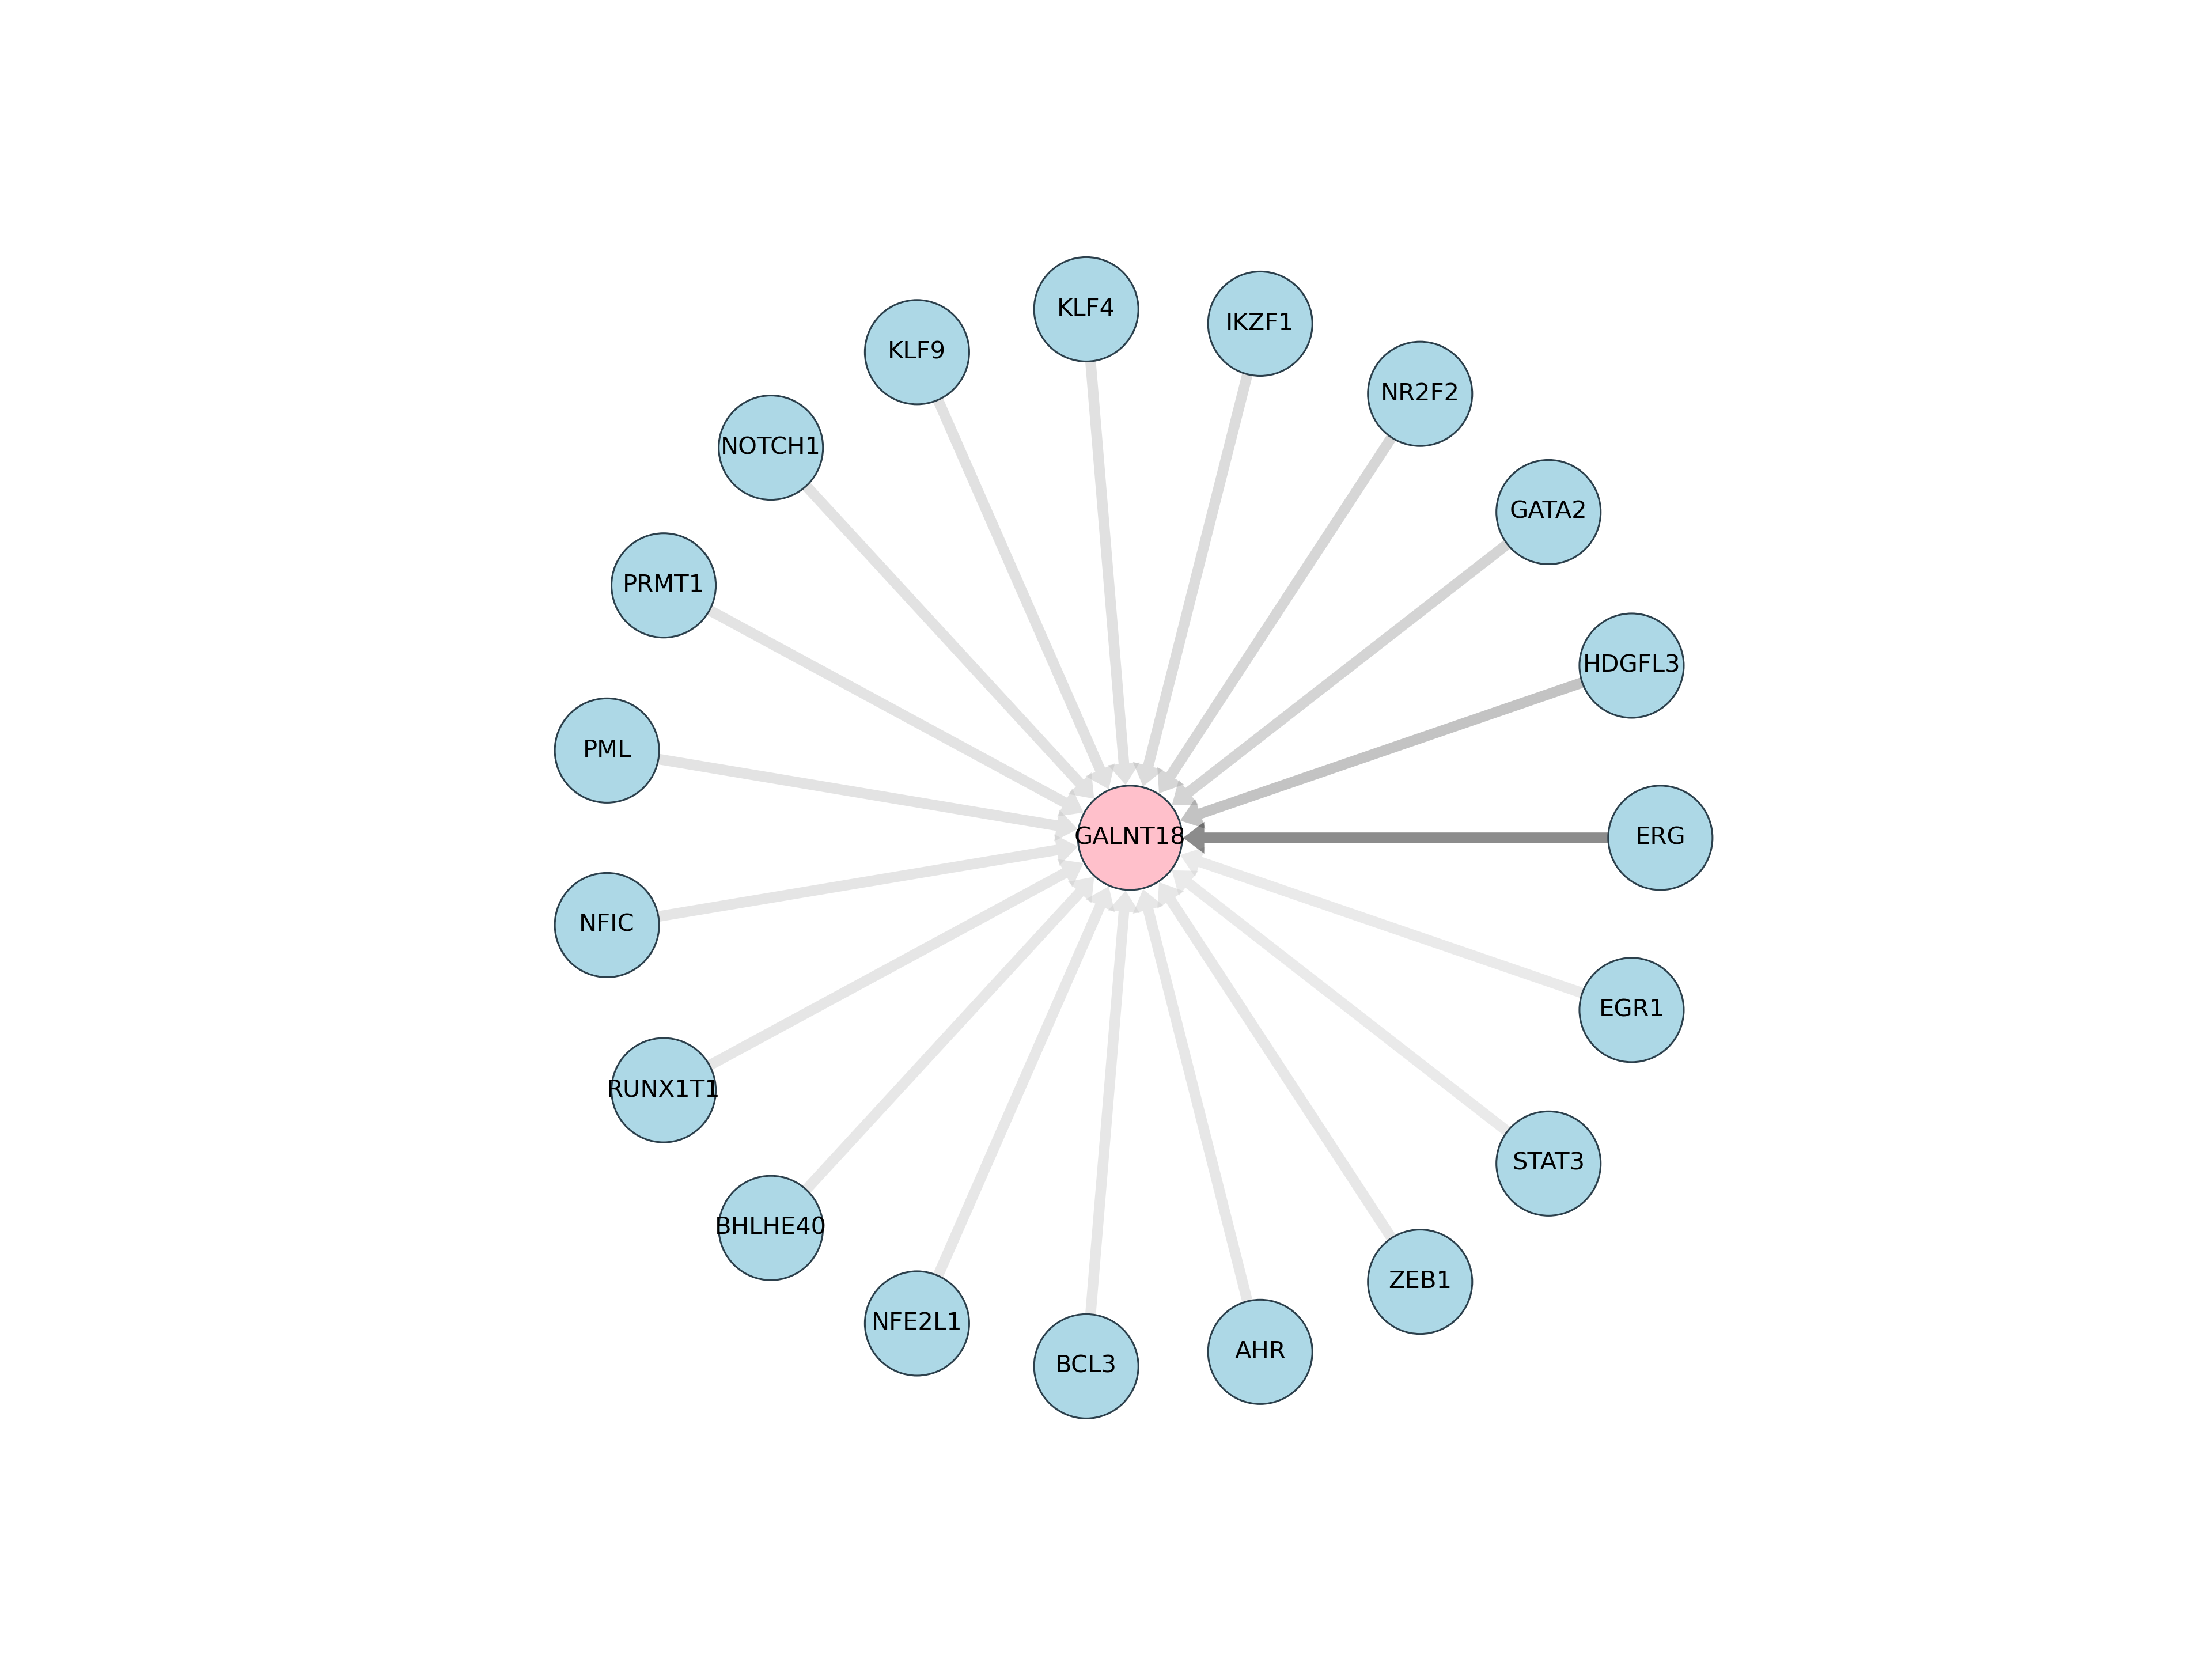 KLF4
IKZF1
KLF9
NR2F2
NOTCH1
GATA2
PRMT1
HDGFL3
PML
GALNT18
ERG
NFIC
EGR1
RUNX1T1
STAT3
BHLHE40
ZEB1
NFE2L1
AHR
BCL3